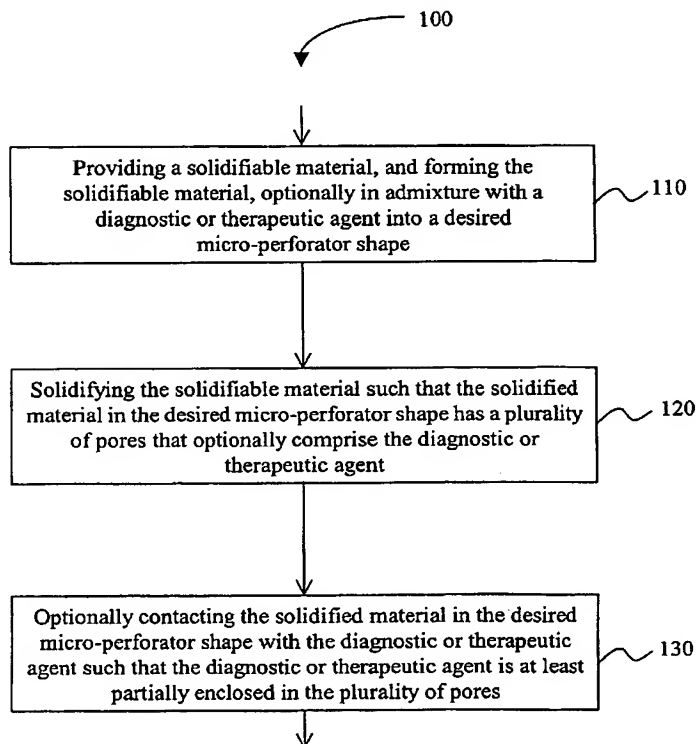 100
Providing a solidifiable material, and forming the
solidifiable material, optionally in admixture with a
diagnostic or therapeutic agent into a desired
micro-perforator shape
110
Solidifying the solidifiable material such that the solidified
material in the desired micro-perforator shape has a plurality
of pores that optionally comprise the diagnostic or
therapeutic agent
120
Optionally contacting the solidified material in the desired
micro-perforator shape with the diagnostic or therapeutic
agent such that the diagnostic or therapeutic agent is at least
partially enclosed in the plurality of pores
130